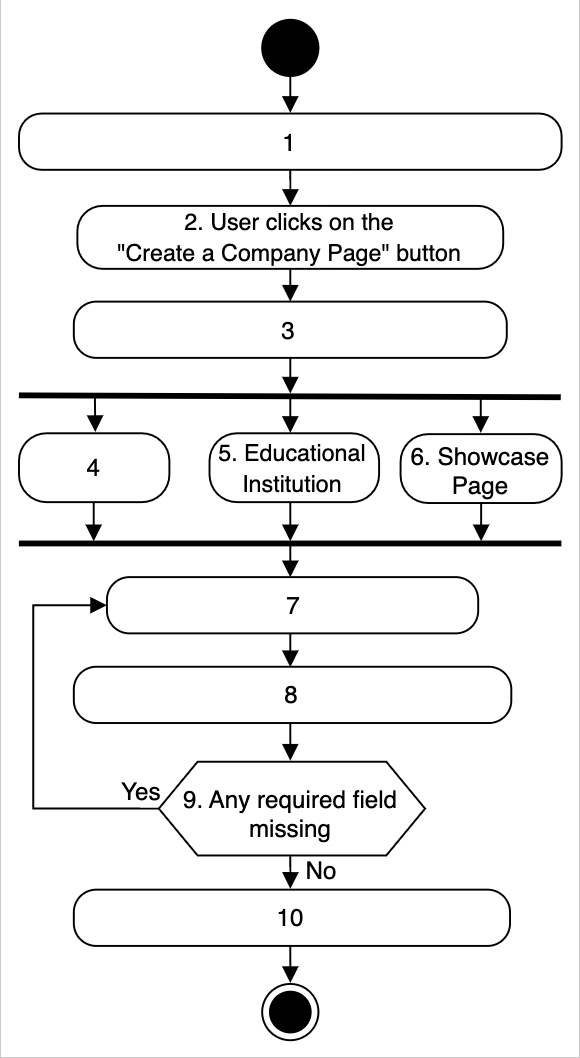 1
2. User clicks on the
"Create a Company Page" button
3
4
5. Educational
Institution
6. Showcase
Page
7
8
Yes
9. Any required field
missing
No
10